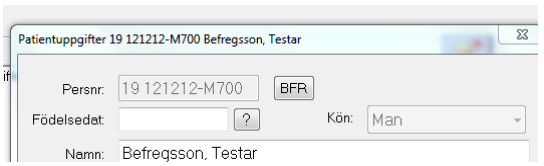 Patientuppgifter 19 121212-M700 Befregsson, Testar
Persnr: 19 121212-M700 BFR
Födelsedat: ? Kön: Man
Namn: Befregsson, Testar